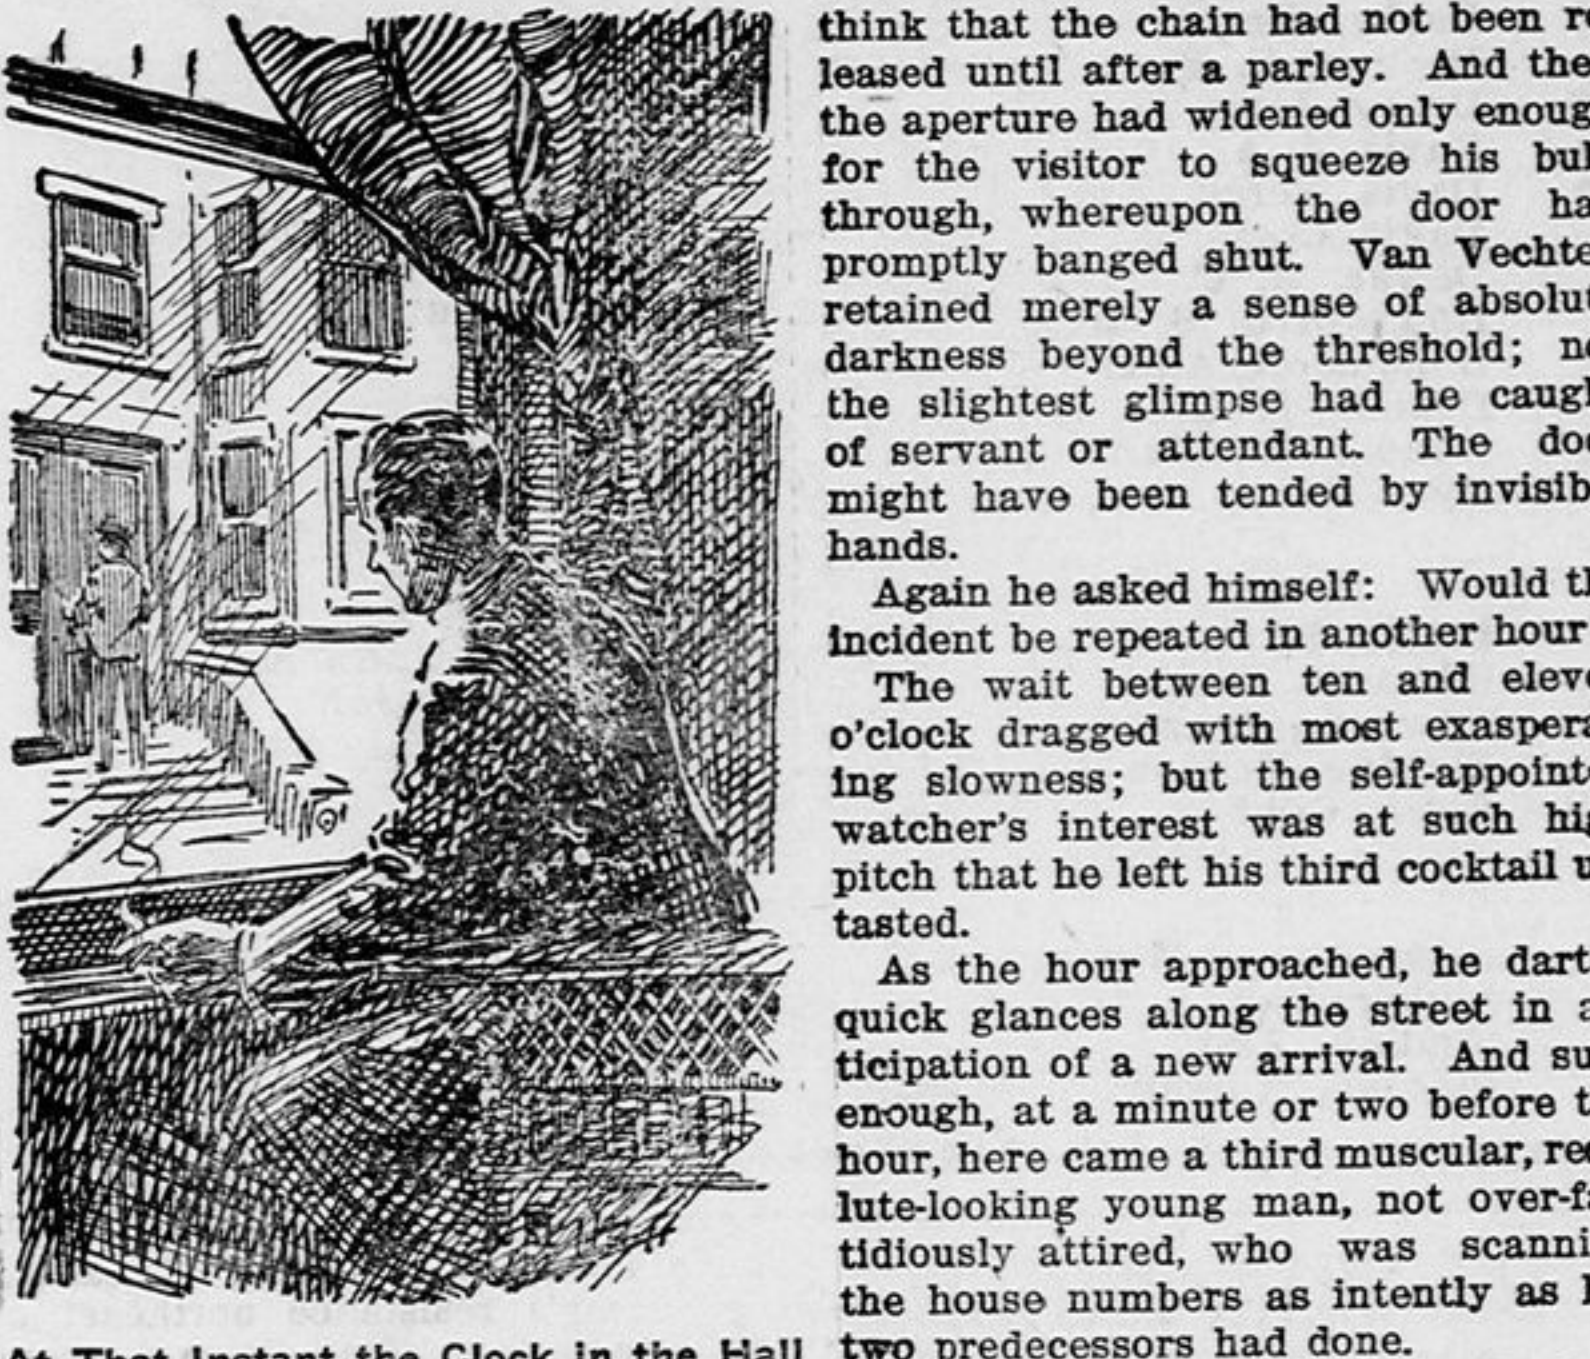 think that the chain had not been re
leased until after a parley. And the
the aperture had widened only enoug
for the visitor to squeeze his bul
through, whereupon the door ha
promptly banged shut. Van Vechte
retained merely a sense of absolut
darkness beyond the threshold; no
the slightest glimpse had he caugh
of servant or attendant. The doo
might have been tended by invisib
hands.
Again he asked himself: Would th
incident be repeated in another hour
The wait between ten and eleve
o'clock dragged with most exaspera
ing slowness; but the self-appoint
watcher's interest was at such hig
pitch that he left his third cocktail u
tasted.
As the hour approached, he dart
quick glances along the street in a
ticipation of a new arrival. And su
enough, at a minute or two before t
hour, here came a third muscular, res
lute-looking young man, not over-fa
tidiously attired, who was scanni
the house numbers as intently as h
two predecessors had done.
At That Instant the Clock in the Hall